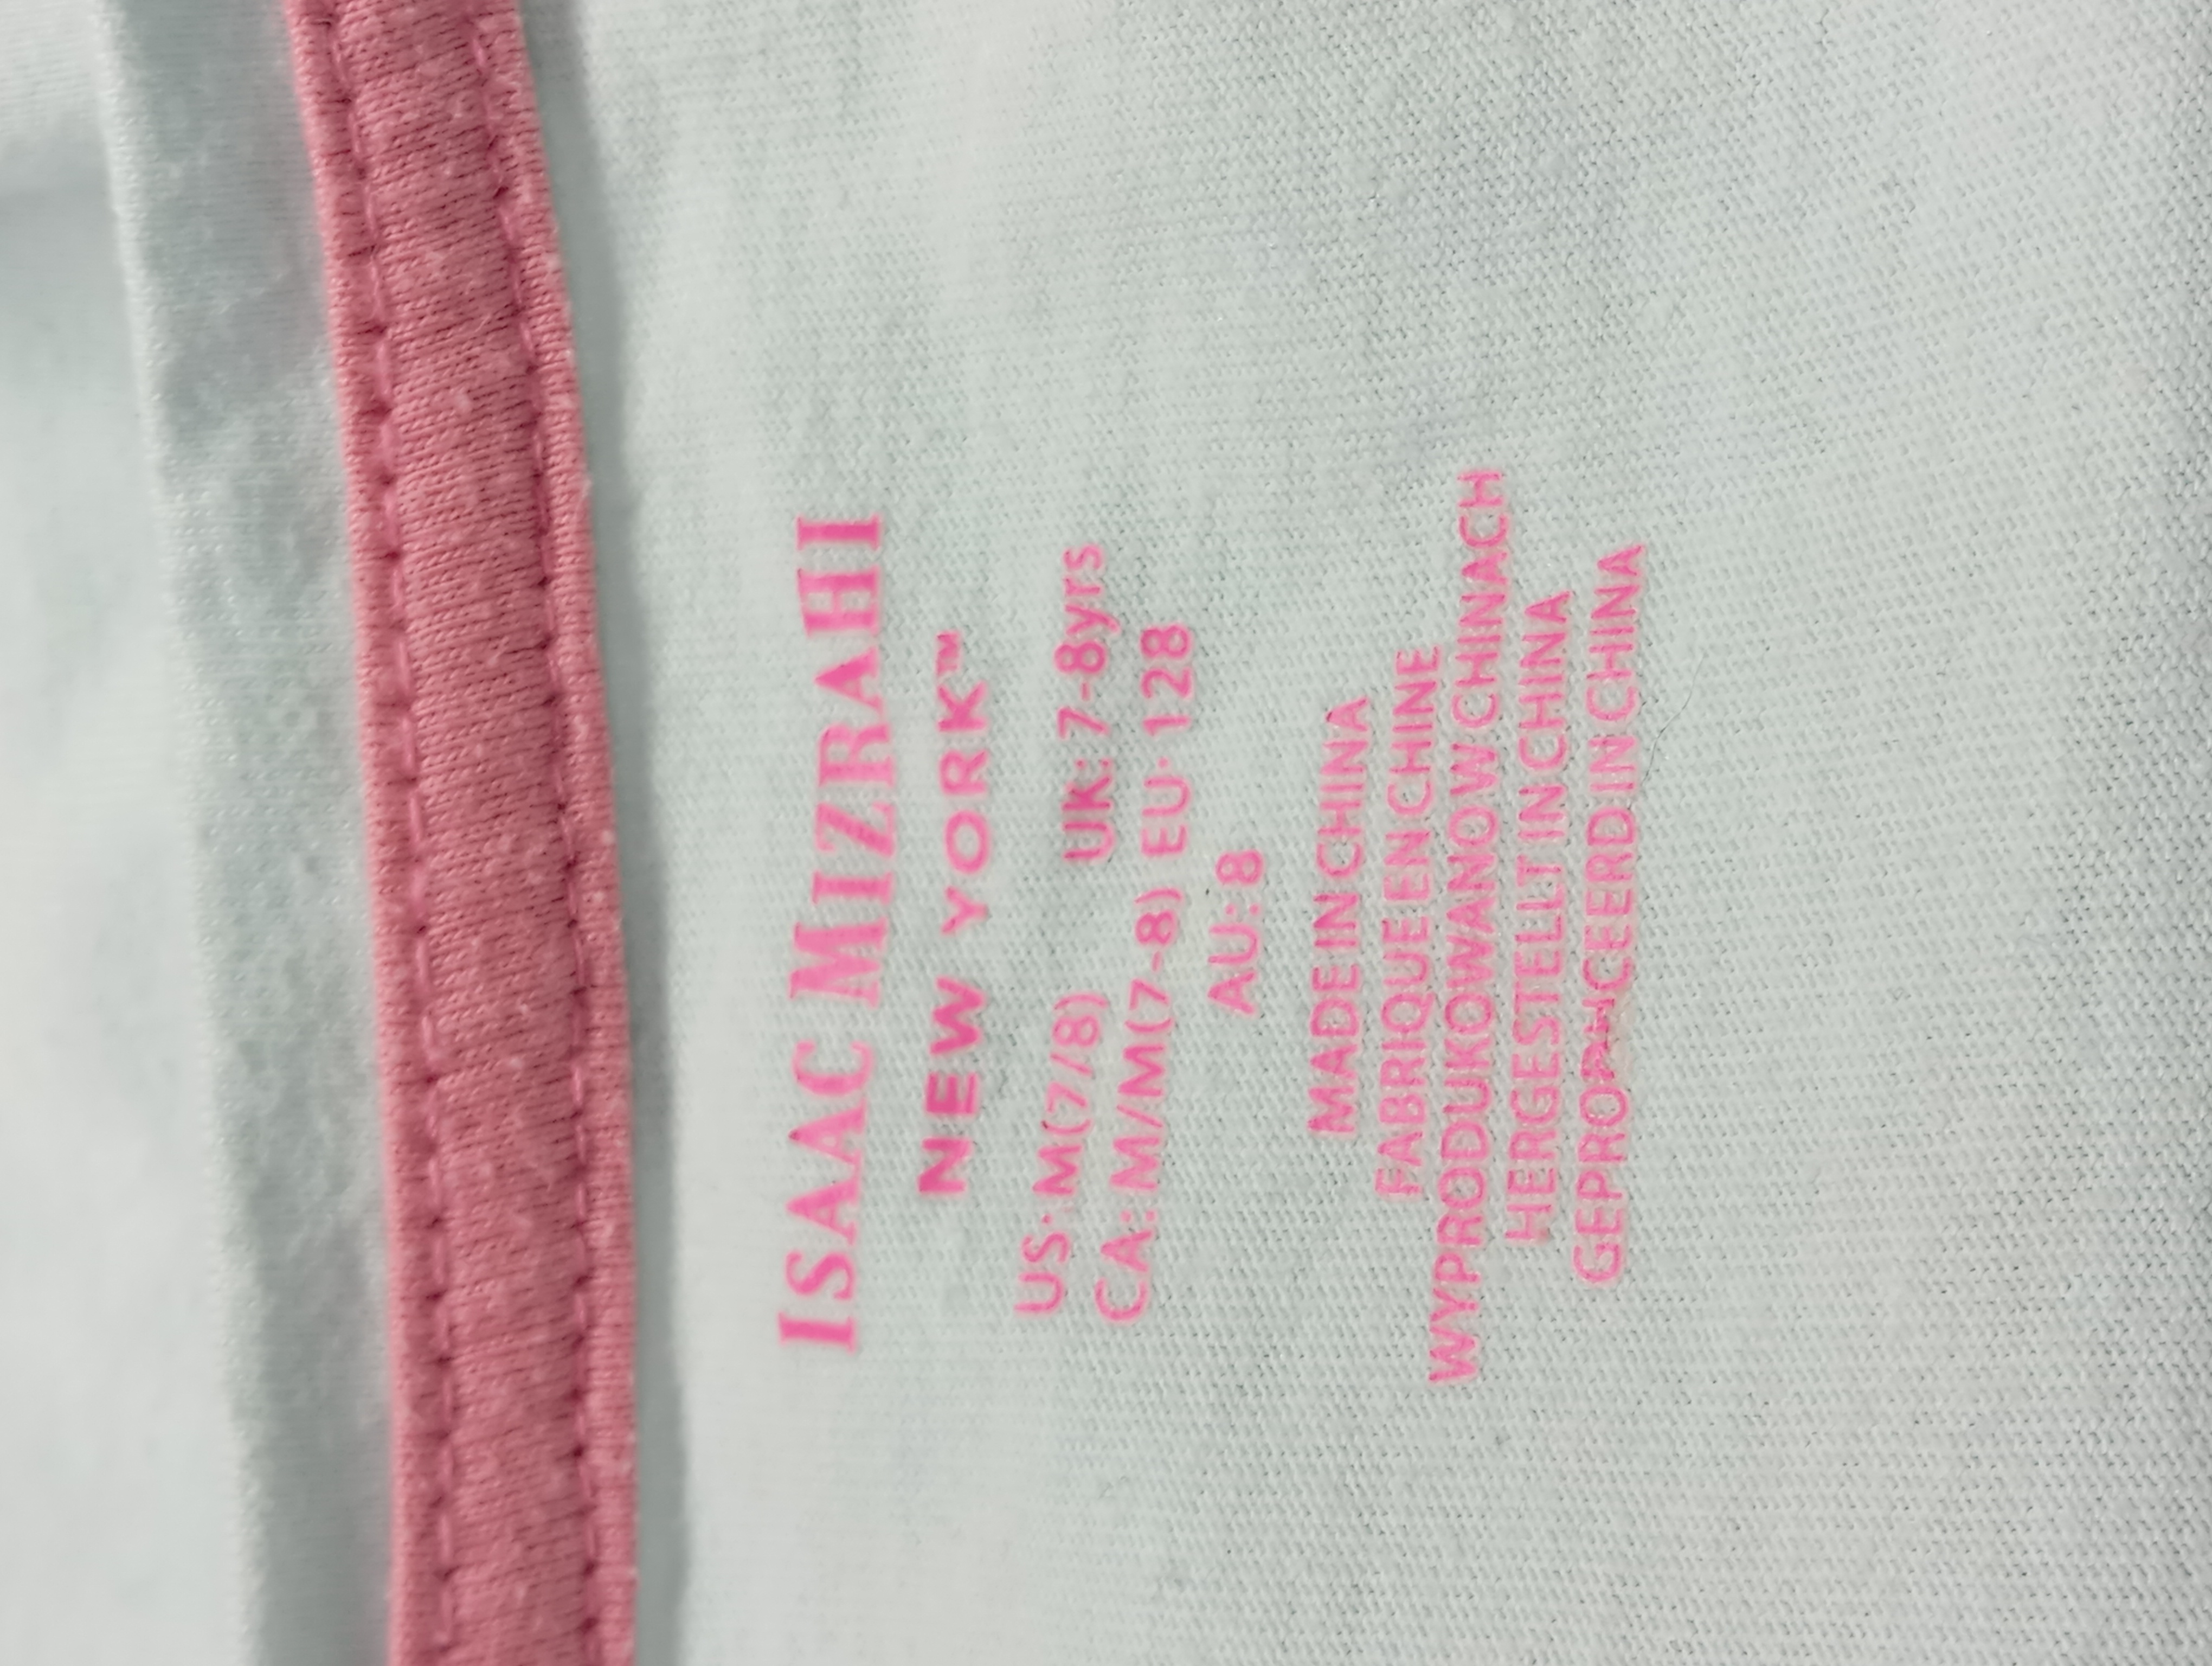 ISAAC MIZRAHI
NEW YORK™
US: M(7/8) UK: 7-8yrs
CA: M/M(7-8) EU: 128
AU: 8
MADE IN CHINA
FABRIQUE EN CHINE
WYPRODUKOWANO W CHINACH
HERGESTELLT IN CHINA
GEPRODUCEERD IN CHINA